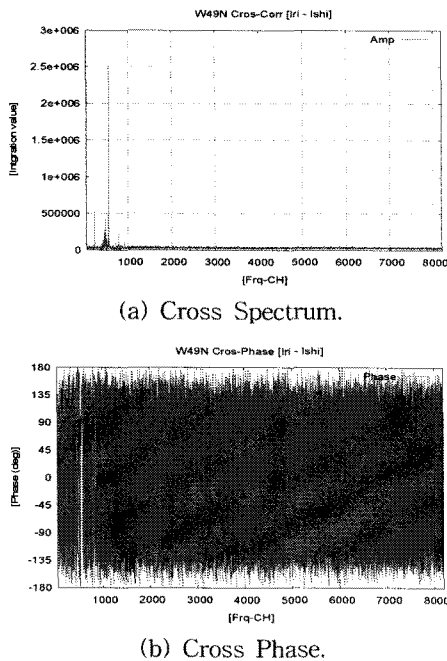 W49N Cros-Corr [Iri - Ishi]
Amp
[Intigration value]
3e+006
2.5e+006
2e+006
1.5e+006
1e+006
500000
0
1000 2000 3000 4000 5000 6000 7000 8000
[Frq-CH]
(a) Cross Spectrum.
W49N Cros-Phase [Iri - Ishi]
Phase
[Phase (deg)]
180
135
90
45
0
-45
-90
-135
-180
1000 2000 3000 4000 5000 6000 7000 8000
[Frq-CH]
(b) Cross Phase.